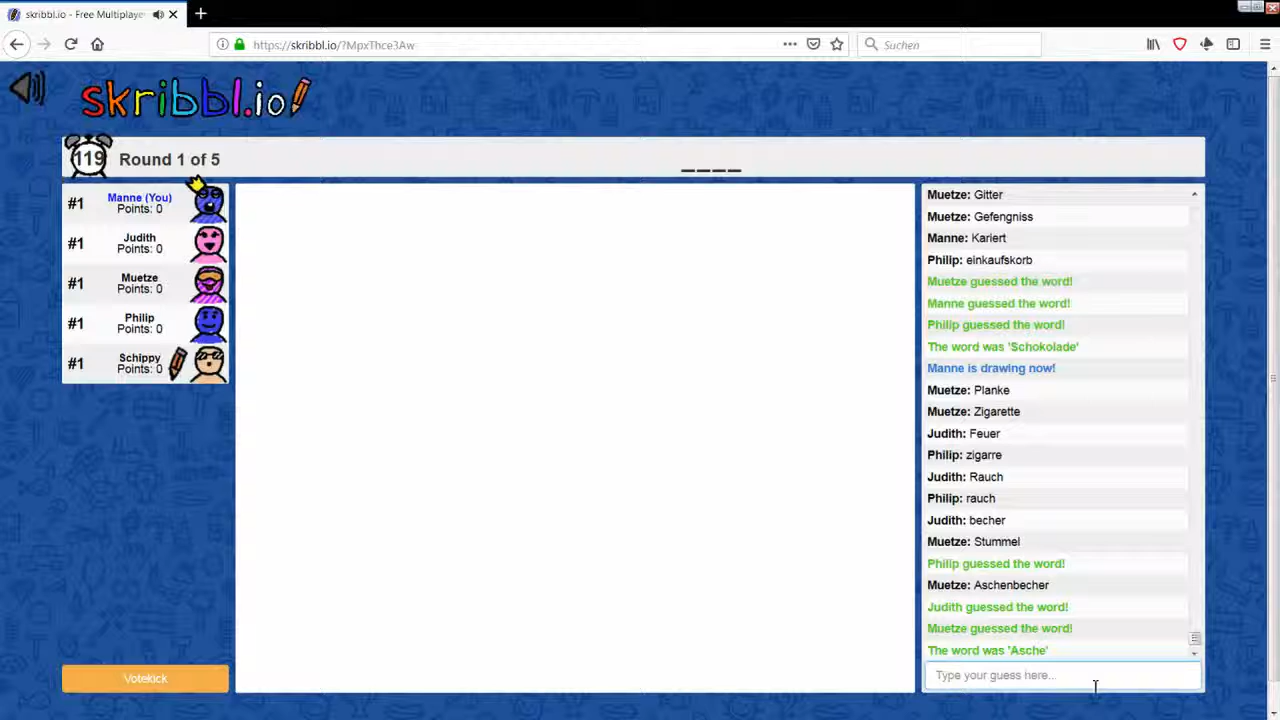 skribbl.io - Free Multiplaye
https://skribbl.io/?MpxThce3Aw
Suchen
skribbl.io
119
Round 1 of 5
_ _ _ _
#1
Manne (You)
Points: 0
#1
Judith
Points: 0
#1
Muetze
Points: 0
#1
Philip
Points: 0
#1
Schippy
Points: 0
Votekick
Muetze: Gitter
Muetze: Gefengniss
Manne: Kariert
Philip: einkaufskorb
Muetze guessed the word!
Manne guessed the word!
Philip guessed the word!
The word was 'Schokolade'
Manne is drawing now!
Muetze: Planke
Muetze: Zigarette
Judith: Feuer
Philip: zigarre
Judith: Rauch
Philip: rauch
Judith: becher
Muetze: Stummel
Philip guessed the word!
Muetze: Aschenbecher
Judith guessed the word!
Muetze guessed the word!
The word was 'Asche'
Type your guess here...